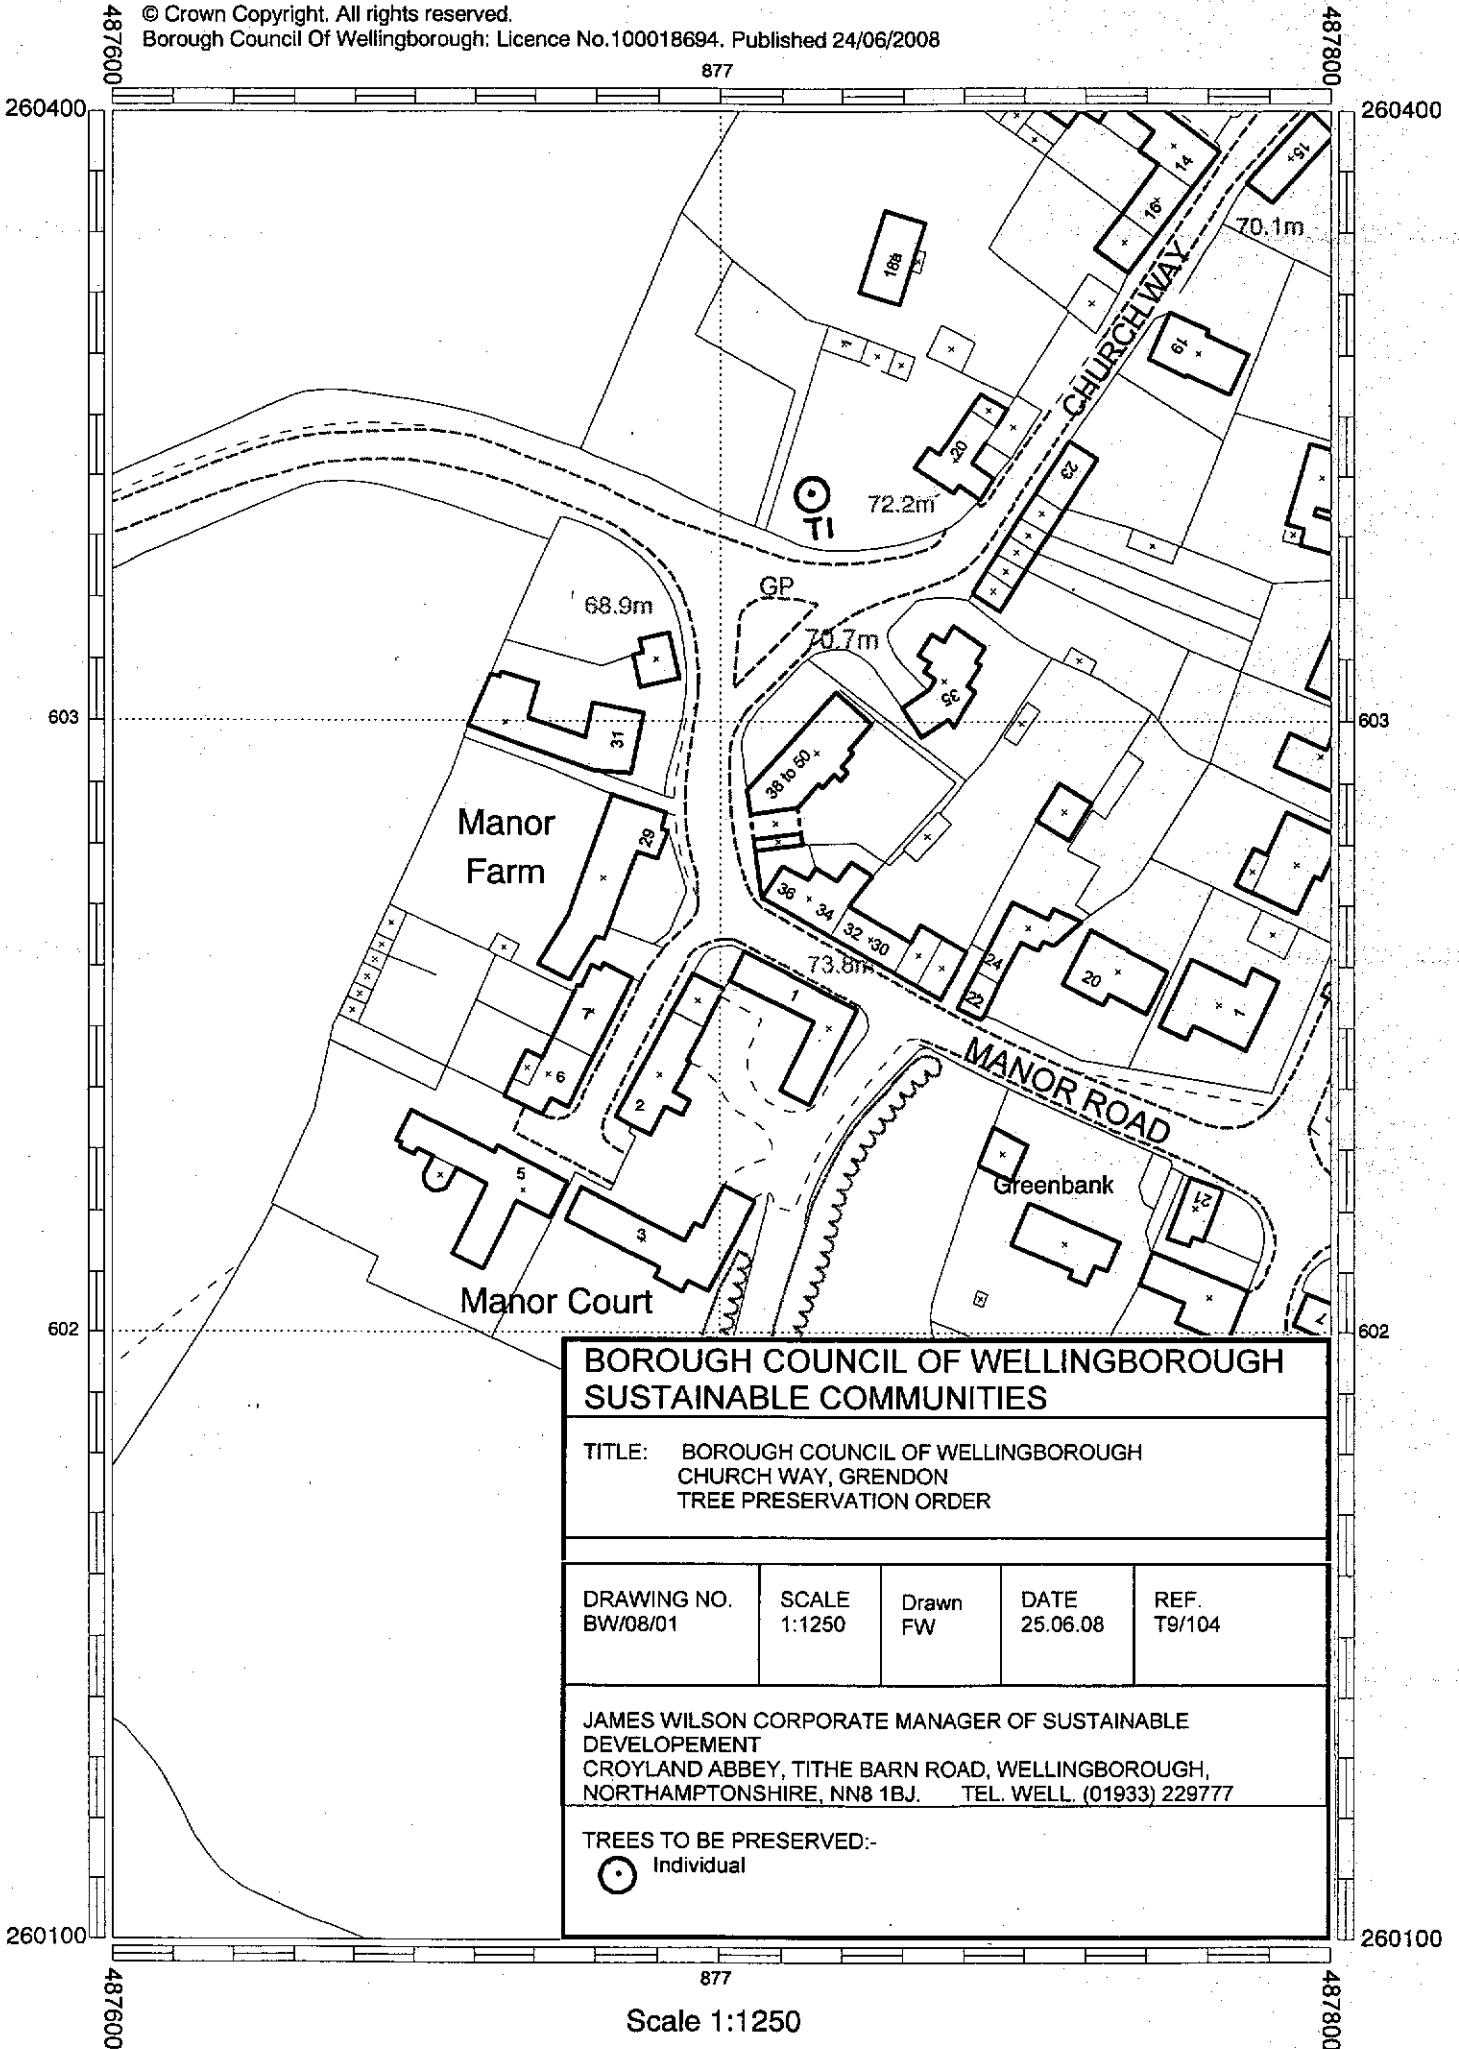 © Crown Copyright. All rights reserved.
Borough Council Of Wellingborough: Licence No.100018694. Published 24/06/2008
487600
877
487800
260400
260400
14
15
16
70.1m
18a
CHURCH WAY
19
20
23
72.2m
T1
GP
68.9m
70.7m
35
603
603
31
38 to 50
Manor
Farm
29
36
34
32
30
73.8m
24
22
20
1
1
7
6
2
MANOR ROAD
5
Greenbank
21
3
Manor Court
7
602
602
BOROUGH COUNCIL OF WELLINGBOROUGH
SUSTAINABLE COMMUNITIES
TITLE: BOROUGH COUNCIL OF WELLINGBOROUGH
CHURCH WAY, GRENDON
TREE PRESERVATION ORDER
DRAWING NO.
BW/08/01
SCALE
1:1250
Drawn
FW
DATE
25.06.08
REF.
T9/104
JAMES WILSON CORPORATE MANAGER OF SUSTAINABLE
DEVELOPEMENT
CROYLAND ABBEY, TITHE BARN ROAD, WELLINGBOROUGH,
NORTHAMPTONSHIRE, NN8 1BJ. TEL. WELL. (01933) 229777
TREES TO BE PRESERVED:-
Individual
260100
260100
487600
877
487800
Scale 1:1250